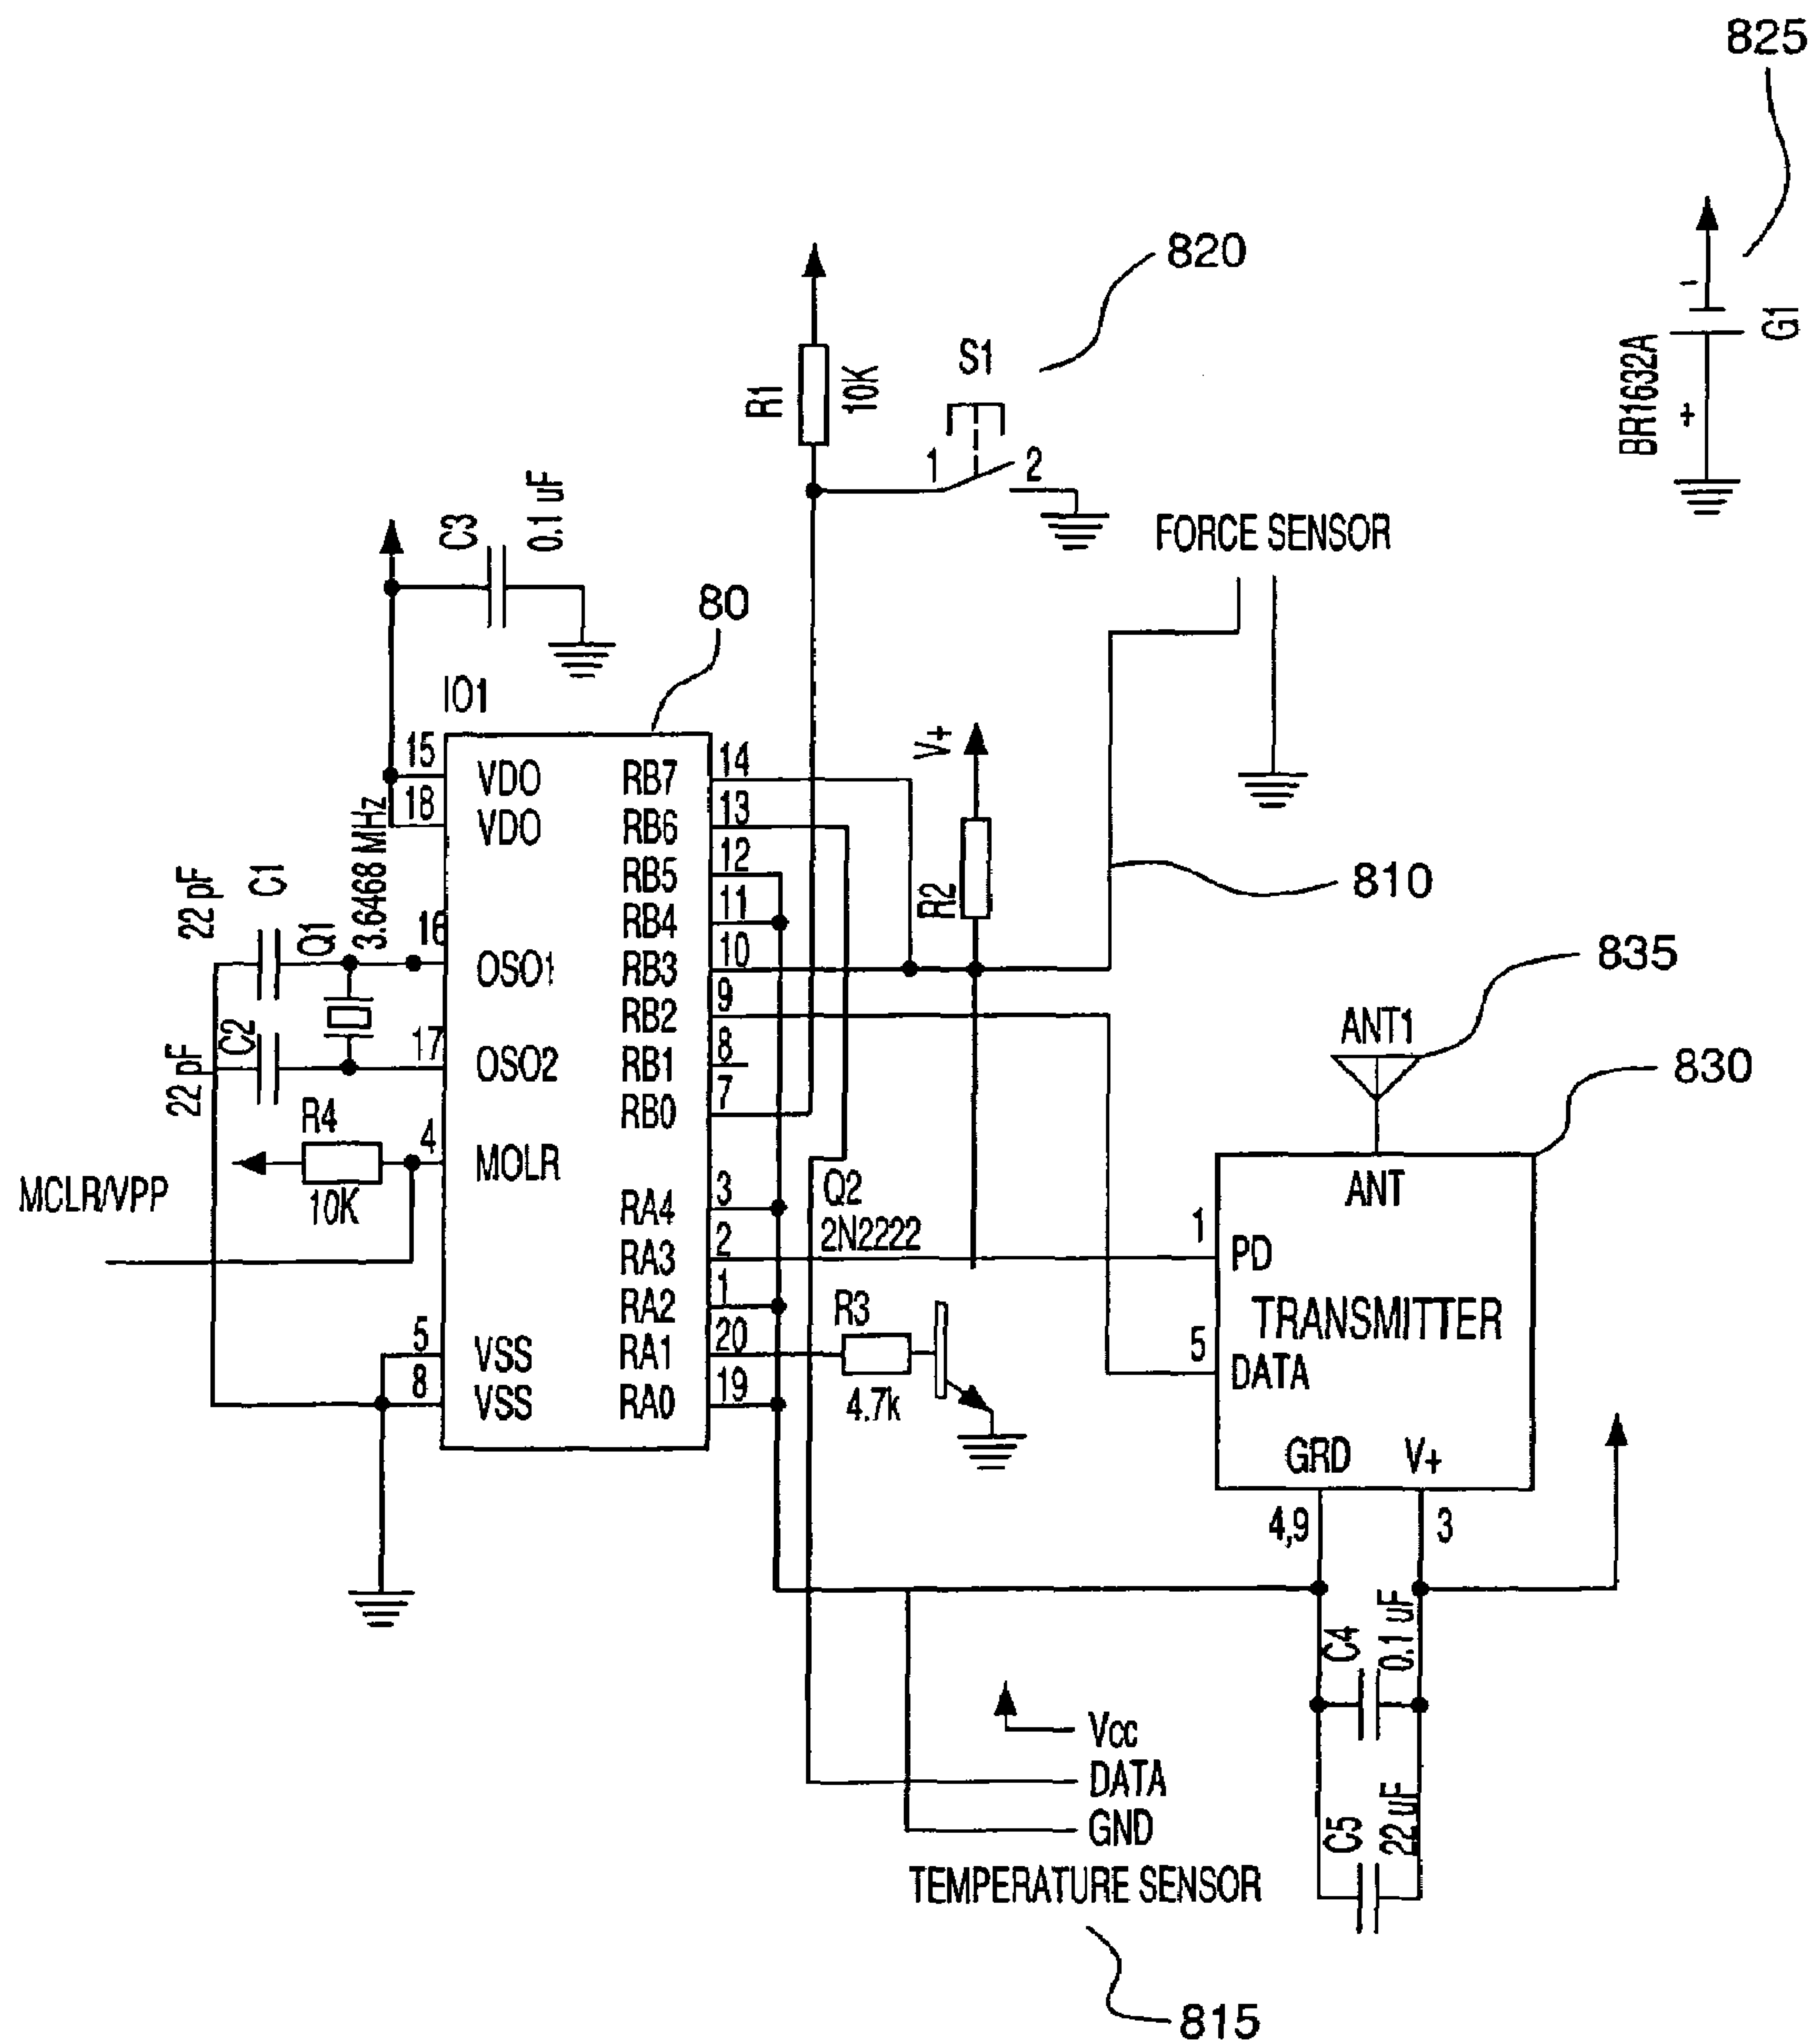 825
820
BR1632A
-
+
G1
R1
10K
S1
1
2
C3
0.1 uF
FORCE SENSOR
80
IO1
V+
R2
810
15
VDO
18
VDO
RB7
14
RB6
13
RB5
12
RB4
11
RB3
10
RB2
9
RB1
8
RB0
7
22 pF
C1
Q1
3.6468 MHz
16
OSO1
22 pF
C2
17
OSO2
R4
10K
4
MOLR
MCLR/VPP
RA4
3
RA3
2
RA2
1
RA1
20
RA0
19
5
VSS
8
VSS
Q2
2N2222
R3
4.7k
835
ANT1
830
ANT
1
PD
TRANSMITTER
5
DATA
GRD
V+
4,9
3
C4
0.1 uF
C5
22 uF
Vcc
DATA
GND
TEMPERATURE SENSOR
815